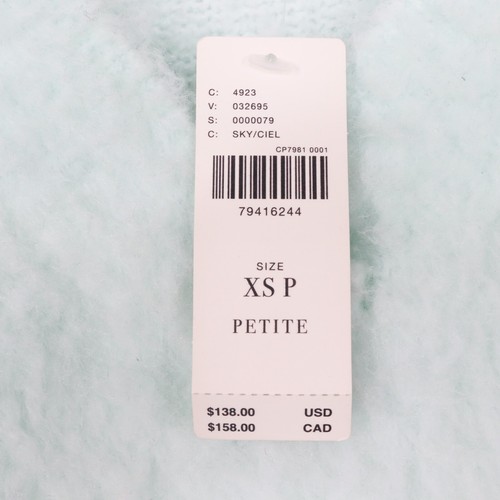 C: 4923
V: 032695
S: 0000079
C: SKY/CIEL
CP7981 0001
79416244
SIZE
XS P
PETITE
$138.00 USD
$158.00 CAD